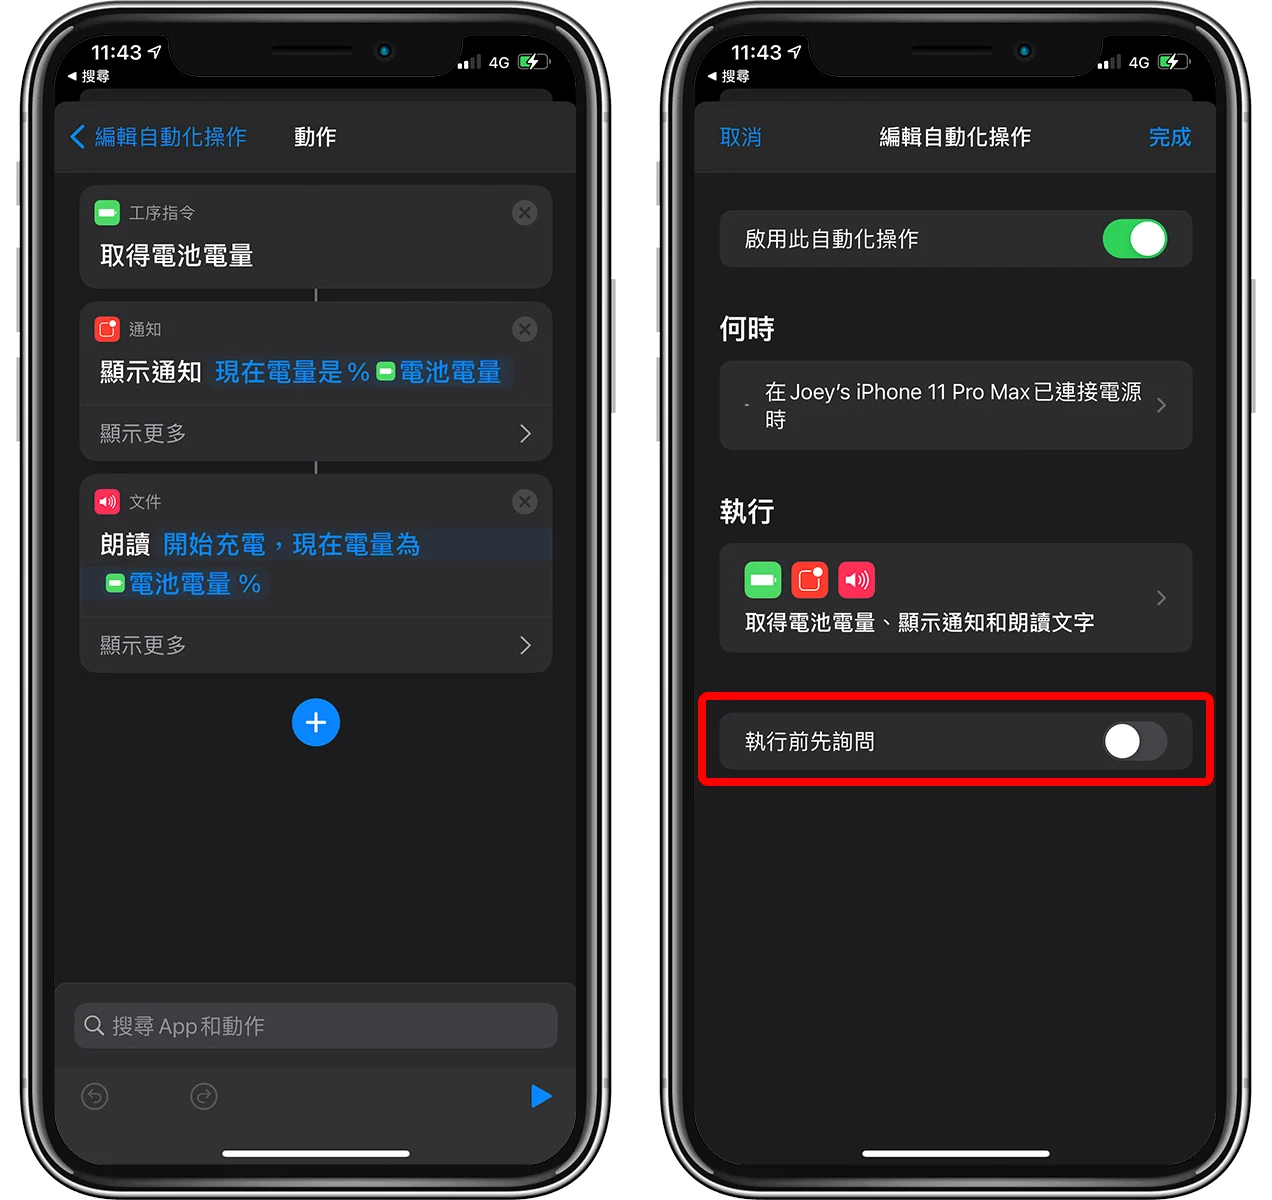 11:43
4G
搜尋
編輯自動化操作
動作
工序指令
取得電池電量
通知
顯示通知 現在電量是 % 電池電量
顯示更多
文件
朗讀 開始充電，現在電量為
電池電量 %
顯示更多
搜尋 App 和動作
11:43
4G
搜尋
取消
編輯自動化操作
完成
啟用此自動化操作
何時
在 Joey’s iPhone 11 Pro Max 已連接電源
時
執行
取得電池電量、顯示通知和朗讀文字
執行前先詢問